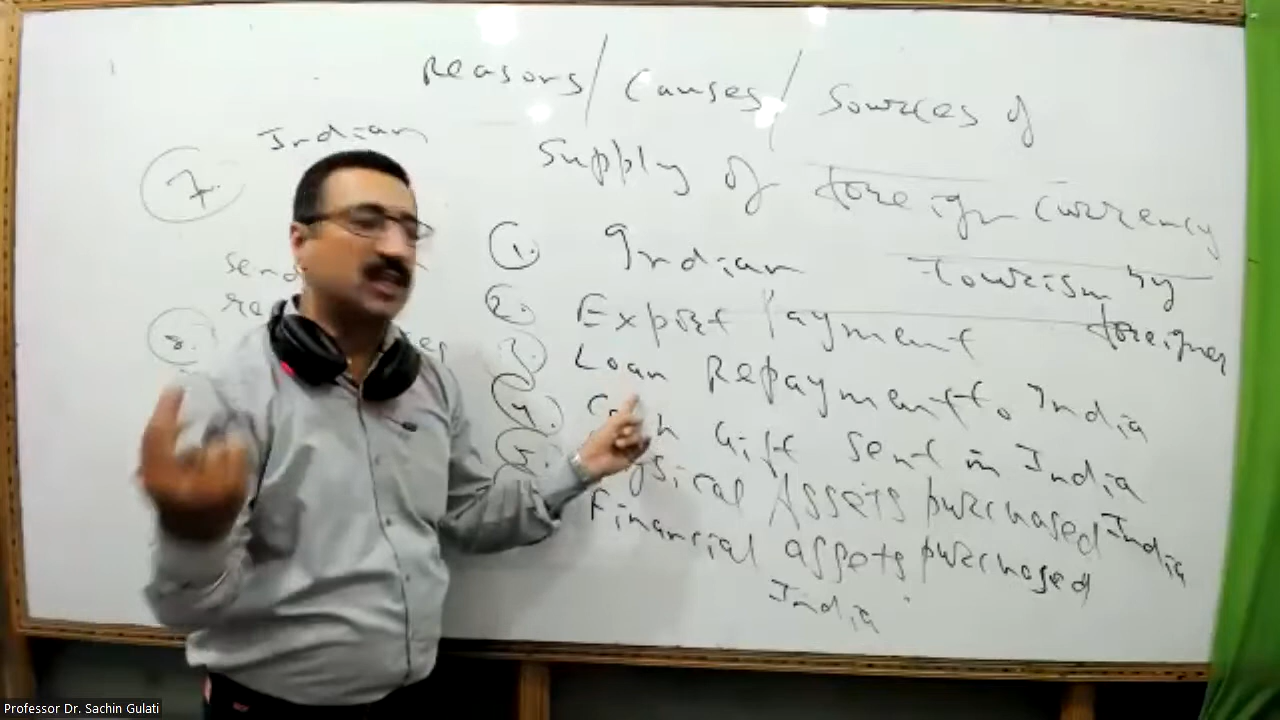 Reasons/ Causes/ Sources of
Supply of foreign Currency
1. Indian tourism by foreigner
2. Export Payment
3. Loan Repayment to India
4. Gift sent in India
5. Assets purchased India
Financial assets purchased
India
7. Indian
8.
Professor Dr. Sachin Gulati